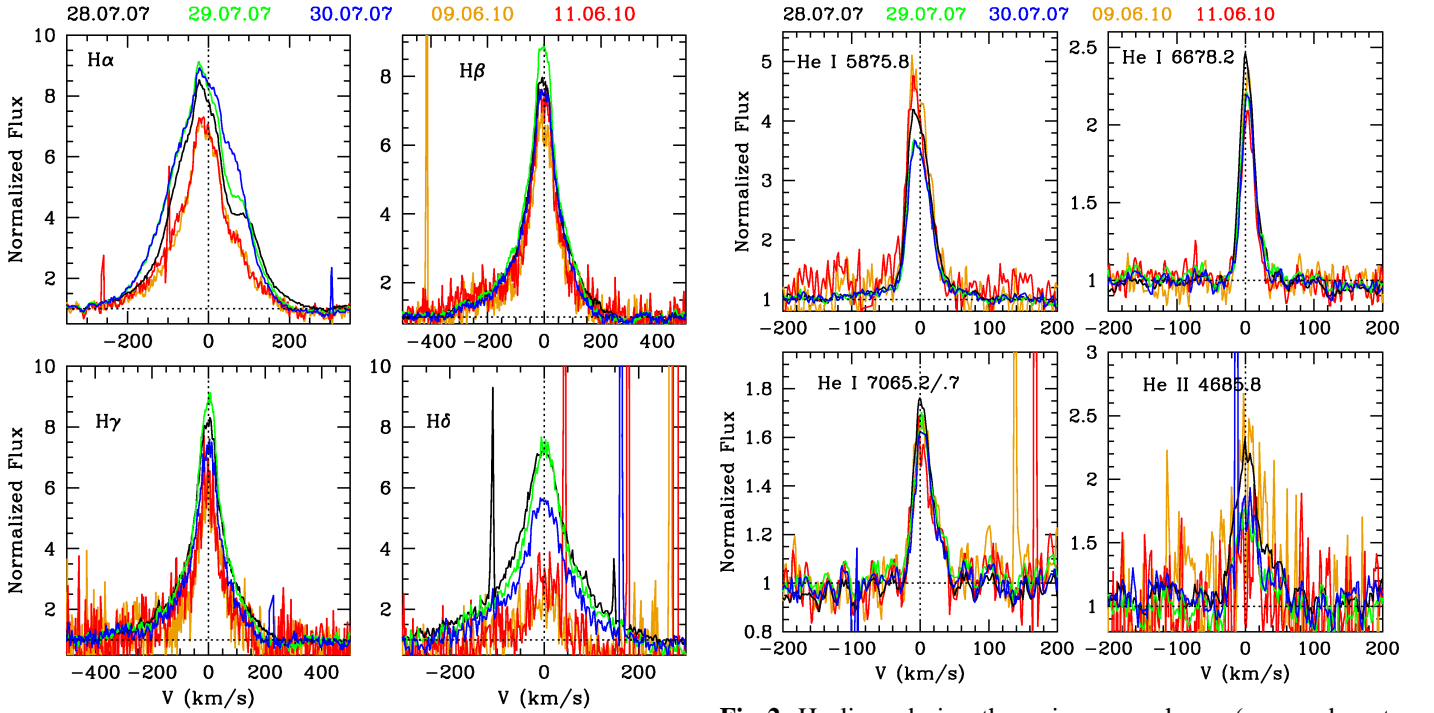 28.07.07 29.07.07 30.07.07 09.06.10 11.06.10
10
8
6
4
2
Normalized Flux
Hα
−200 0 200
8
6
4
2
Hβ
−400 −200 0 200 400
10
8
6
4
2
Normalized Flux
Hγ
−400 −200 0 200 400
V (km/s)
10
8
6
4
2
Hδ
−200 0 200
V (km/s)
28.07.07 29.07.07 30.07.07 09.06.10 11.06.10
5
4
3
2
1
Normalized Flux
He I 5875.8
−200 −100 0 100 200
2.5
2
1.5
1
He I 6678.2
−200 −100 0 100 200
1.8
1.6
1.4
1.2
1
0.8
Normalized Flux
He I 7065.2/.7
−200 −100 0 100 200
V (km/s)
3
2.5
2
1.5
1
He II 4685.8
−200 −100 0 100 200
V (km/s)